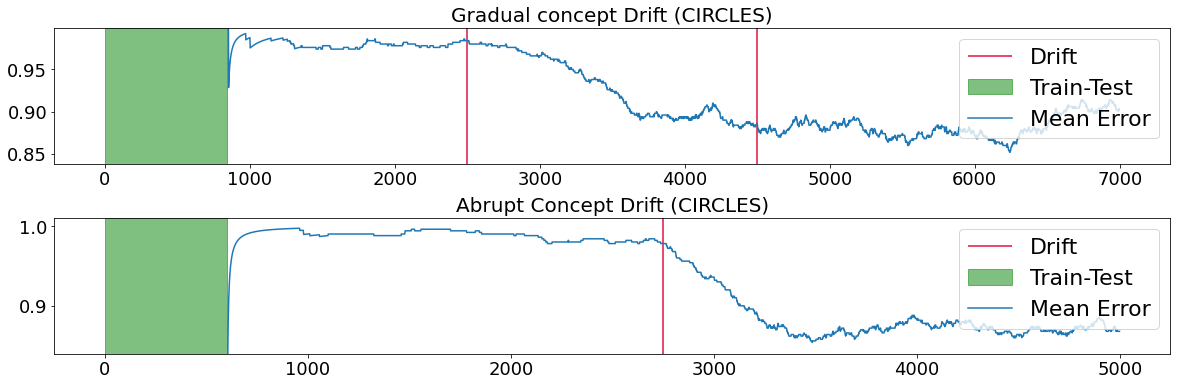 Gradual concept Drift (CIRCLES)
0.95
0.90
0.85
Drift
Train-Test
Mean Error
0 1000 2000 3000 4000 5000 6000 7000
Abrupt Concept Drift (CIRCLES)
1.0
0.9
Drift
Train-Test
Mean Error
0 1000 2000 3000 4000 5000